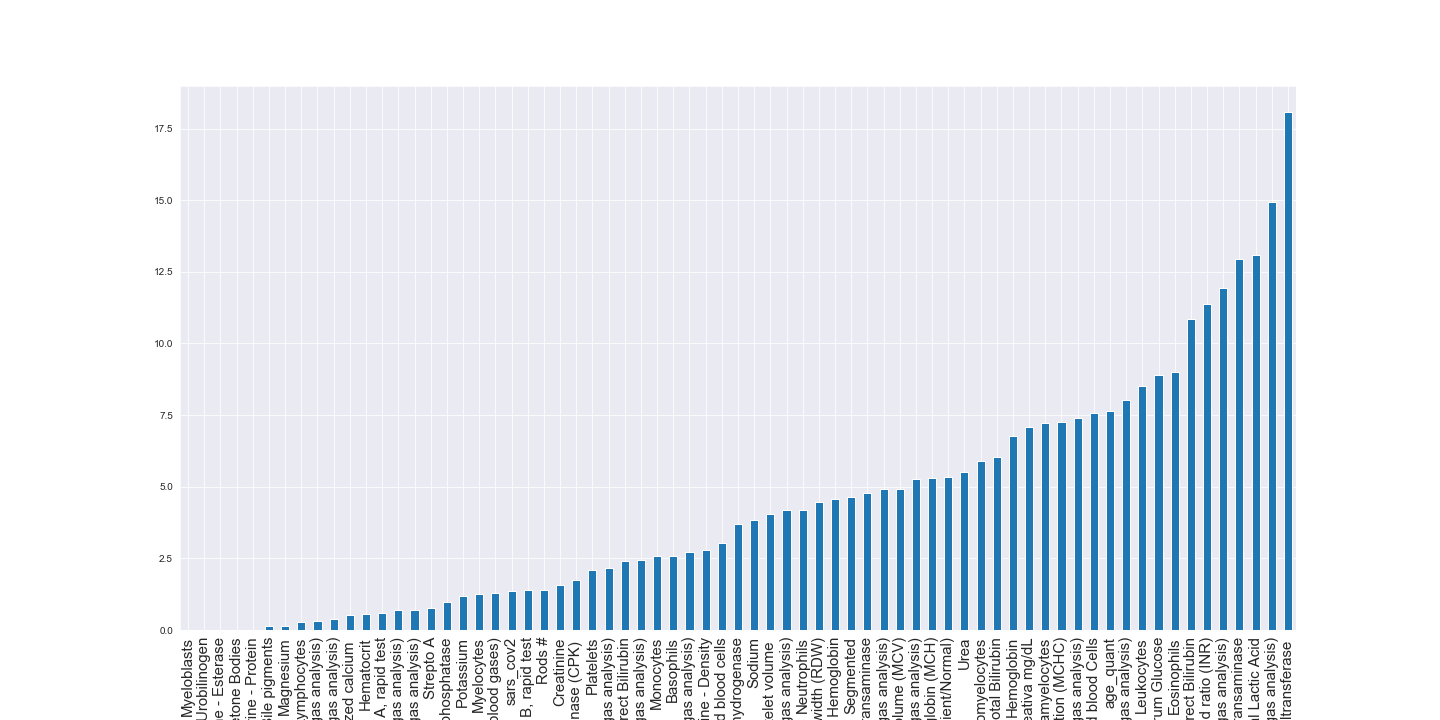 17.5
15.0
12.5
10.0
7.5
5.0
2.5
0.0
Myeloblasts
Urobilinogen
ne - Esterase
etone Bodies
ine - Protein
ile pigments
Magnesium
ymphocytes
gas analysis)
gas analysis)
zed calcium
Hematocrit
A, rapid test
gas analysis)
gas analysis)
Strepto A
phosphatase
Potassium
Myelocytes
blood gases)
sars_cov2
B, rapid test
Rods #
Creatinine
nase (CPK)
Platelets
gas analysis)
rect Bilirubin
gas analysis)
Monocytes
Basophils
gas analysis)
ine - Density
d blood cells
hydrogenase
Sodium
elet volume
gas analysis)
Neutrophils
width (RDW)
Hemoglobin
Segmented
ransaminase
gas analysis)
olume (MCV)
gas analysis)
globin (MCH)
ient/Normal)
Urea
omyelocytes
otal Bilirubin
Hemoglobin
eativa mg/dL
amyelocytes
tion (MCHC)
gas analysis)
d blood Cells
age_quant
gas analysis)
Leukocytes
rum Glucose
Eosinophils
rect Bilirubin
d ratio (INR)
gas analysis)
ransaminase
l Lactic Acid
as analysis)
ltransferase